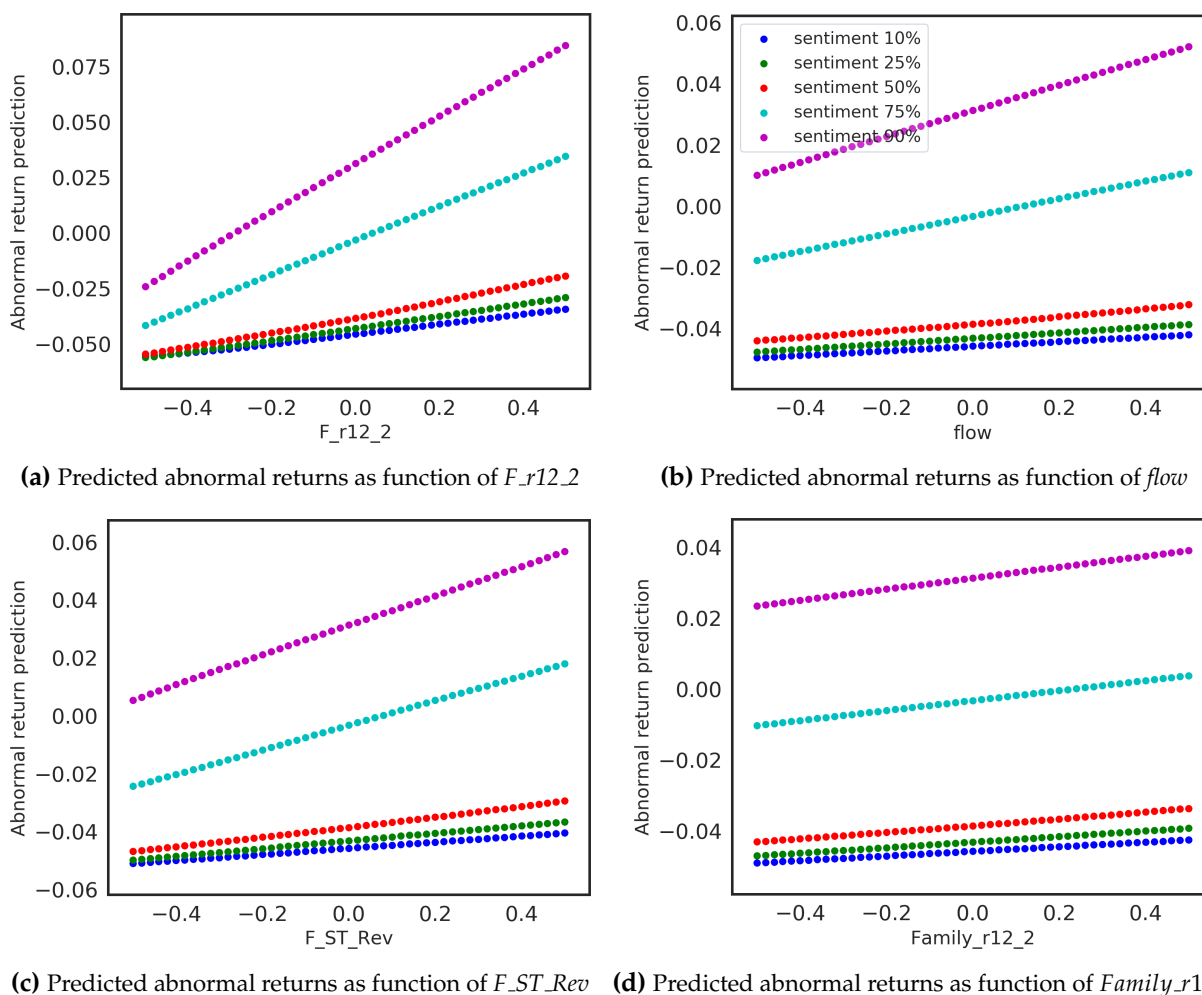 0.075
0.050
0.025
0.000
−0.025
−0.050
Abnormal return prediction
−0.4 −0.2 0.0 0.2 0.4
F_r12_2
(a) Predicted abnormal returns as function of F_r12_2
0.06
0.04
0.02
0.00
−0.02
−0.04
Abnormal return prediction
sentiment 10%
sentiment 25%
sentiment 50%
sentiment 75%
sentiment 90%
−0.4 −0.2 0.0 0.2 0.4
flow
(b) Predicted abnormal returns as function of flow
0.06
0.04
0.02
0.00
−0.02
−0.04
−0.06
Abnormal return prediction
−0.4 −0.2 0.0 0.2 0.4
F_ST_Rev
(c) Predicted abnormal returns as function of F_ST_Rev
0.04
0.02
0.00
−0.02
−0.04
Abnormal return prediction
−0.4 −0.2 0.0 0.2 0.4
Family_r12_2
(d) Predicted abnormal returns as function of Family_r1